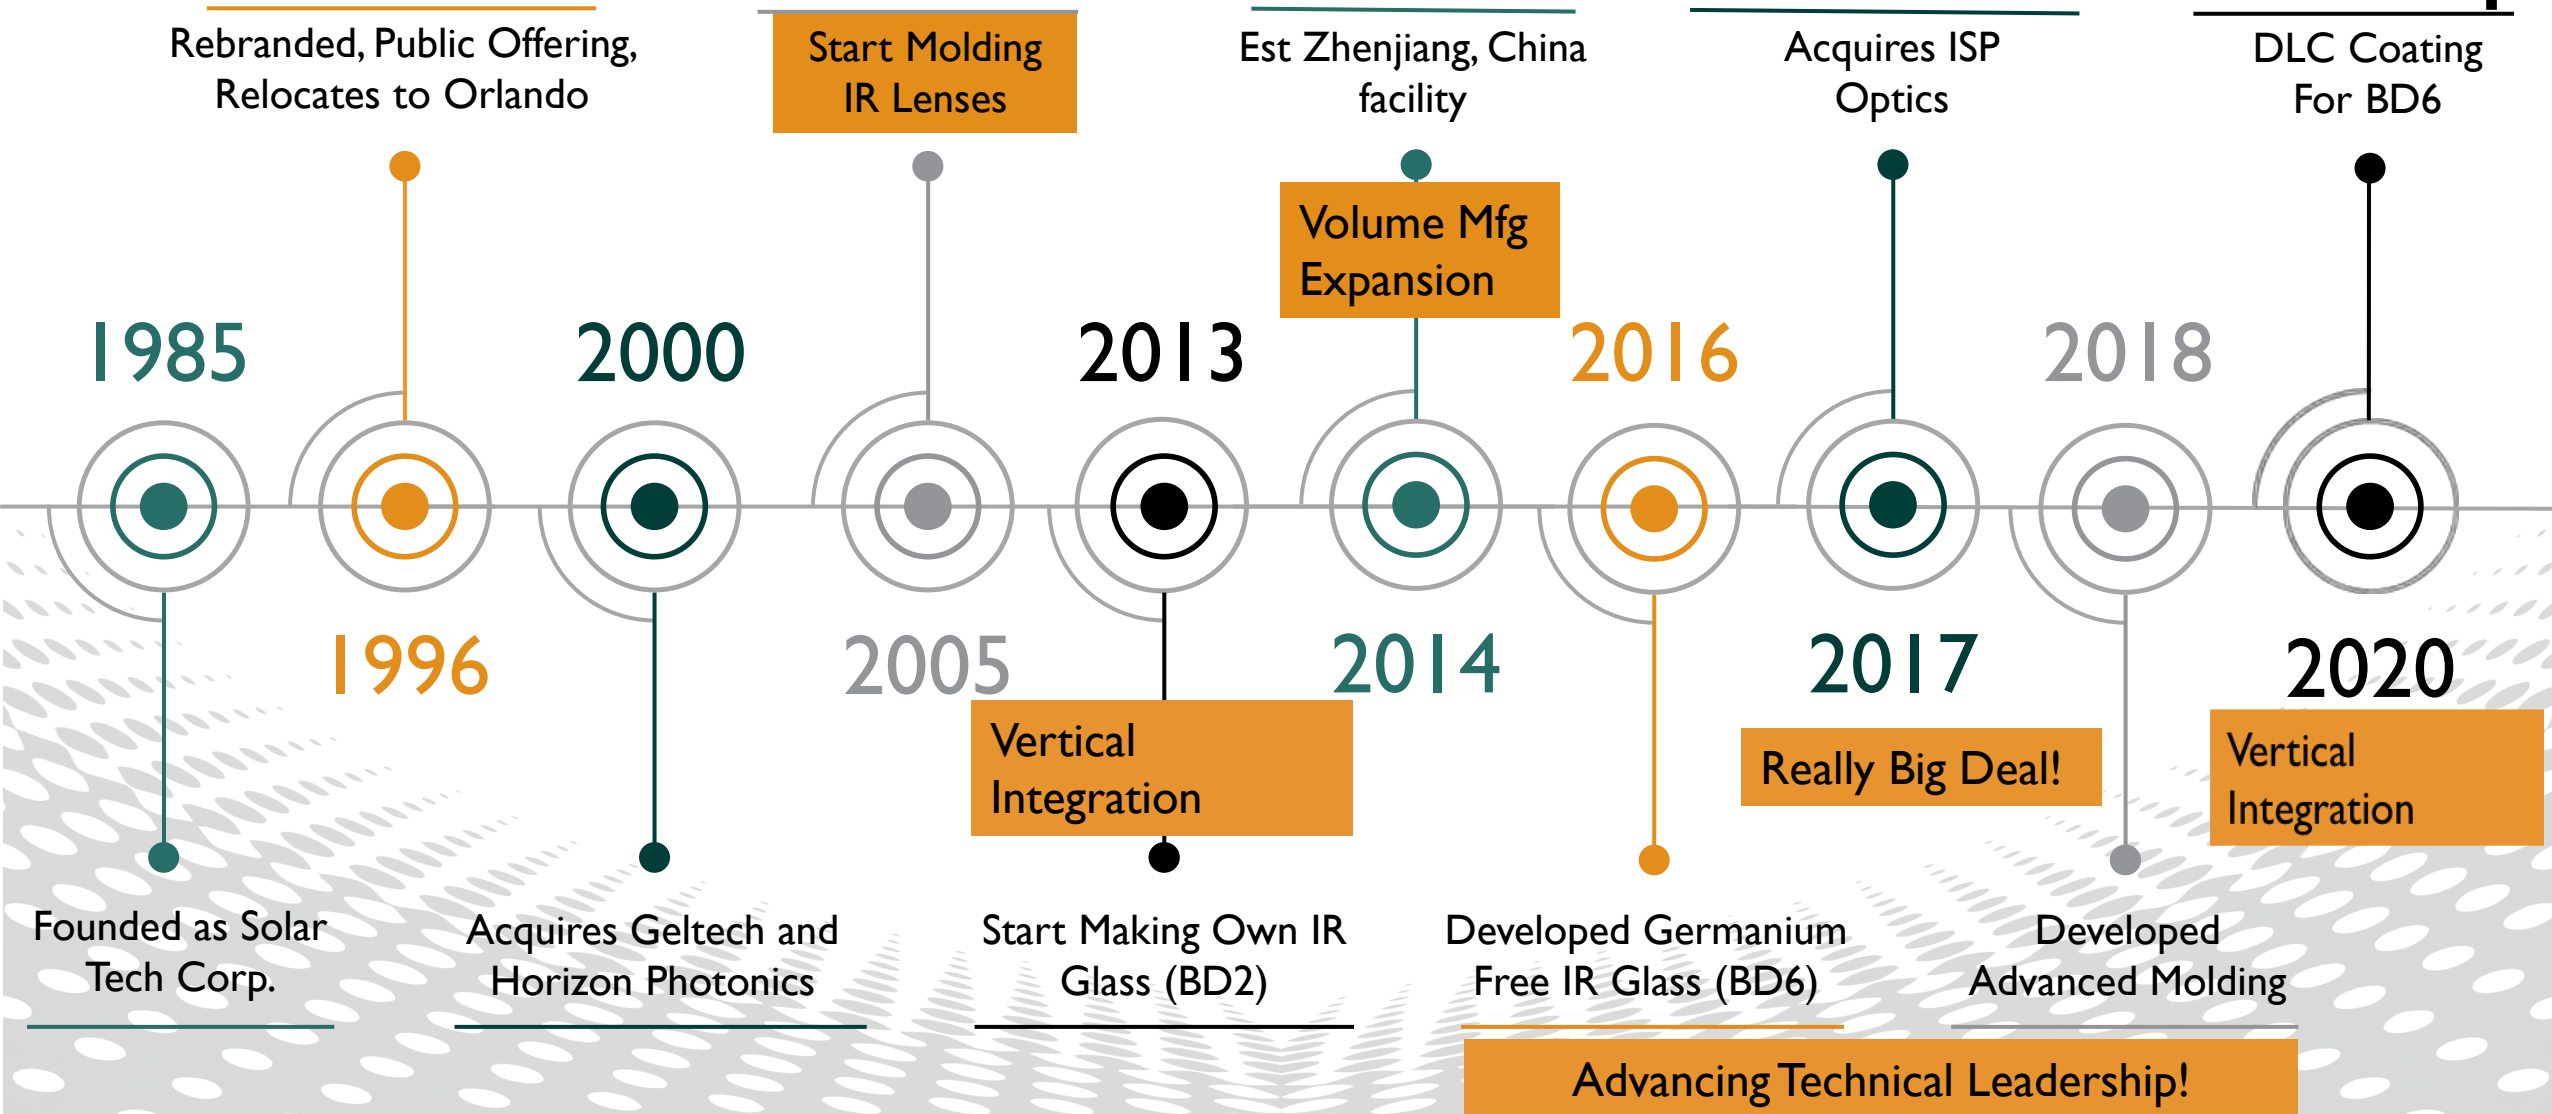 Rebranded, Public Offering,
Relocates to Orlando
Start Molding
IR Lenses
Est Zhenjiang, China
facility
Acquires ISP
Optics
DLC Coating
For BD6
Volume Mfg
Expansion
1985
2000
2013
2016
2018
1996
2005
2014
2017
2020
Vertical
Integration
Really Big Deal!
Vertical
Integration
Founded as Solar
Tech Corp.
Acquires Geltech and
Horizon Photonics
Start Making Own IR
Glass (BD2)
Developed Germanium
Free IR Glass (BD6)
Developed
Advanced Molding
Advancing Technical Leadership!